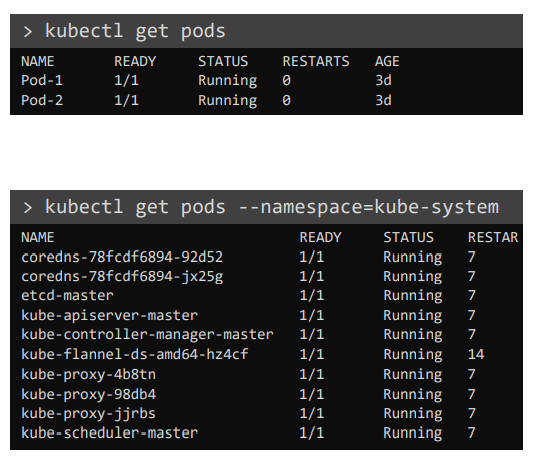 > kubectl get pods
NAME READY STATUS RESTARTS AGE
Pod-1 1/1 Running 0 3d
Pod-2 1/1 Running 0 3d
> kubectl get pods --namespace=kube-system
NAME READY STATUS RESTAR
coredns-78fcdf6894-92d52 1/1 Running 7
coredns-78fcdf6894-jx25g 1/1 Running 7
etcd-master 1/1 Running 7
kube-apiserver-master 1/1 Running 7
kube-controller-manager-master 1/1 Running 7
kube-flannel-ds-amd64-hz4cf 1/1 Running 14
kube-proxy-4b8tn 1/1 Running 7
kube-proxy-98db4 1/1 Running 7
kube-proxy-jjrbs 1/1 Running 7
kube-scheduler-master 1/1 Running 7